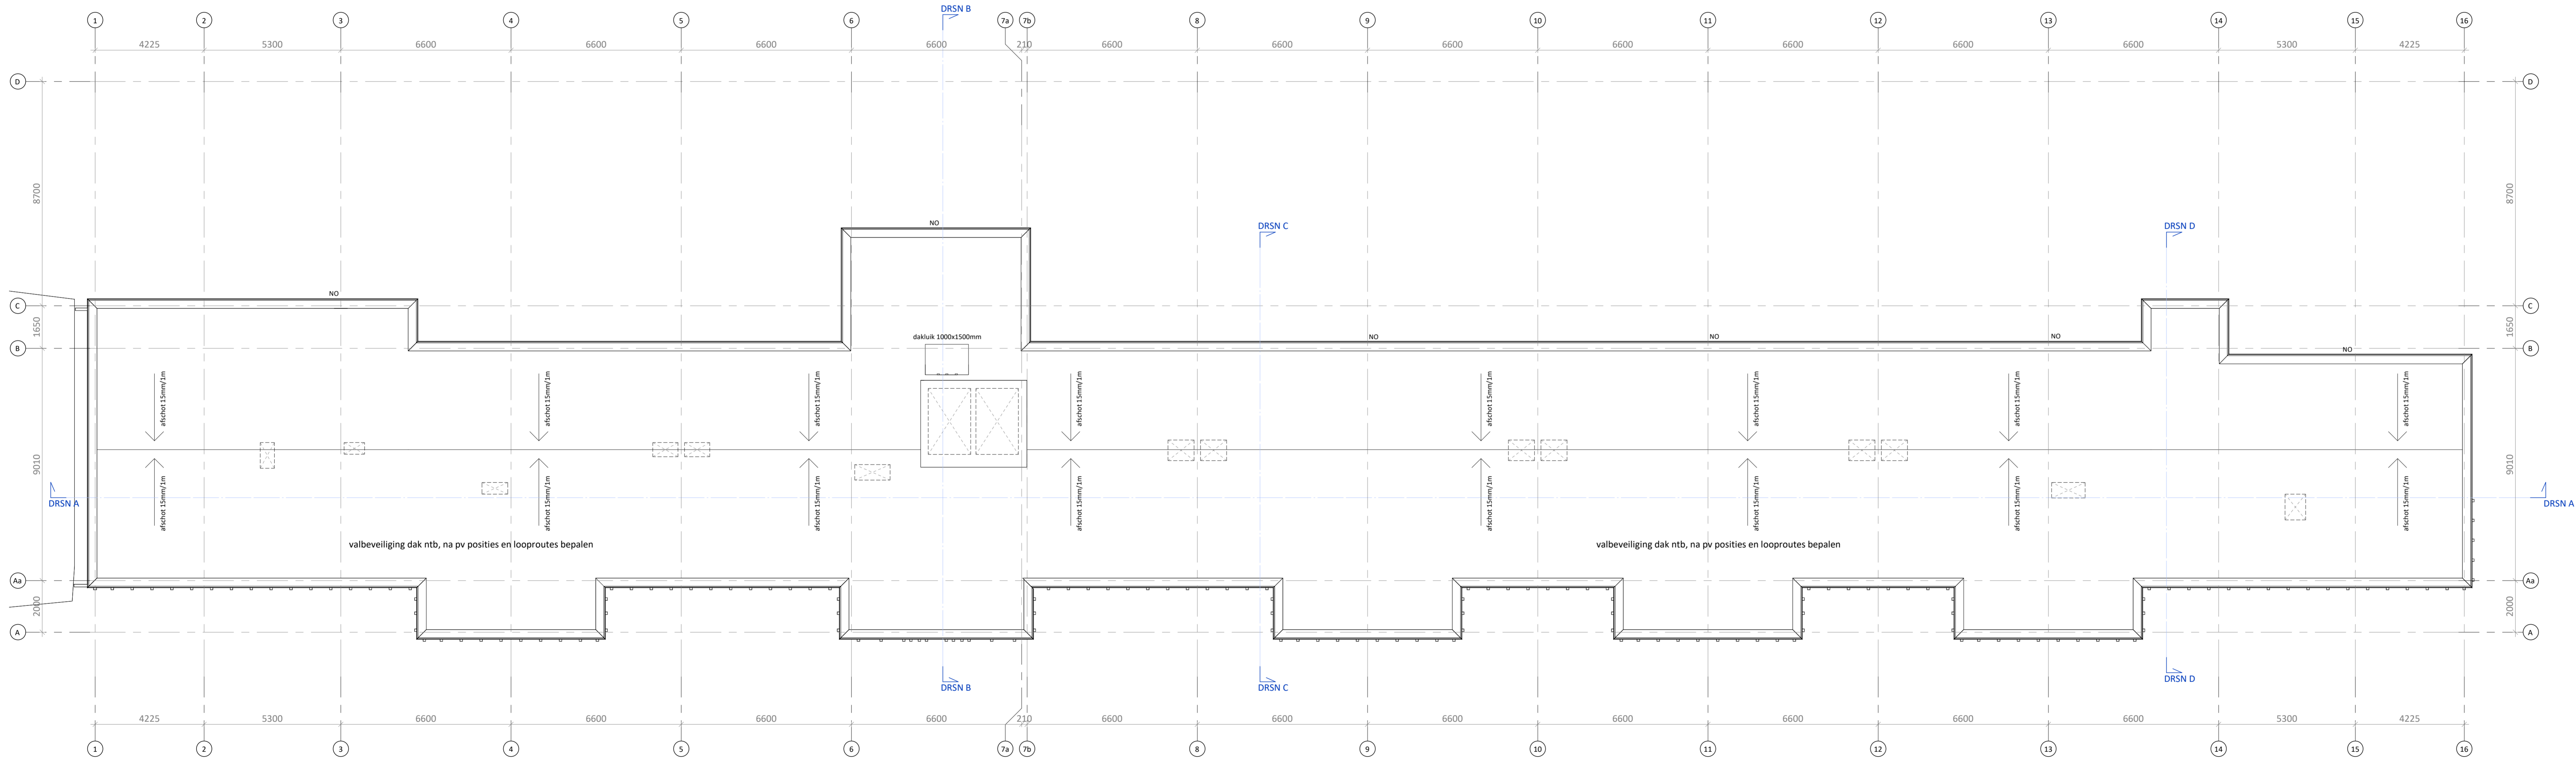 DRSN B
1 2 3 4 5 6 7a 7b 8 9 10 11 12 13 14 15 16
4225 5300 6600 6600 6600 6600 210 6600 6600 6600 6600 6600 6600 6600 5300 4225
D D
8700 8700
NO
DRSN C DRSN D
NO
C C
1650 1650
dakluik 1000x1500mm NO NO NO
B B
NO
afschot 15mm/1m afschot 15mm/1m afschot 15mm/1m afschot 15mm/1m afschot 15mm/1m afschot 15mm/1m afschot 15mm/1m afschot 15mm/1m
9010 9010
afschot 15mm/1m afschot 15mm/1m afschot 15mm/1m afschot 15mm/1m afschot 15mm/1m afschot 15mm/1m afschot 15mm/1m afschot 15mm/1m
DRSN A DRSN A
valbeveiliging dak ntb, na pv posities en looproutes bepalen valbeveiliging dak ntb, na pv posities en looproutes bepalen
Aa Aa
2000 2000
A A
DRSN B DRSN C DRSN D
4225 5300 6600 6600 6600 6600 210 6600 6600 6600 6600 6600 6600 6600 5300 4225
1 2 3 4 5 6 7a 7b 8 9 10 11 12 13 14 15 16